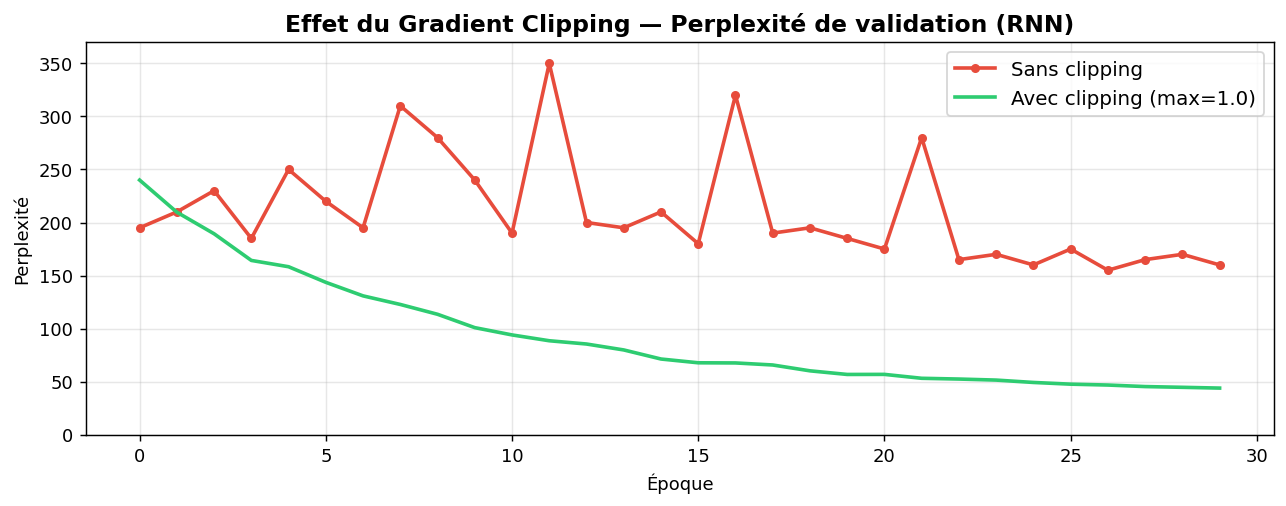 Effet du Gradient Clipping — Perplexité de validation (RNN)
Sans clipping
Avec clipping (max=1.0)
Perplexité
350
300
250
200
150
100
50
0
0 5 10 15 20 25 30
Époque